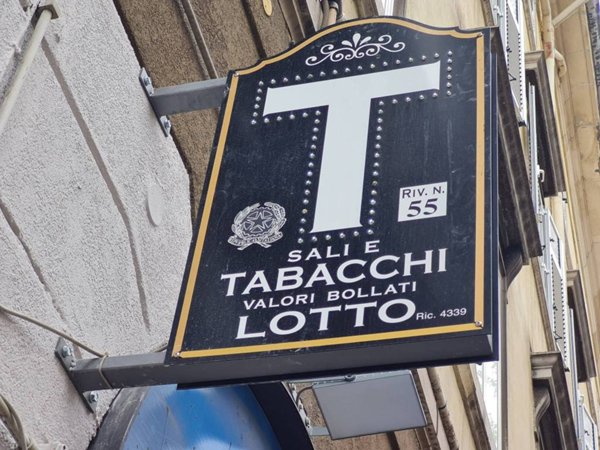 T
RIV. N.
55
SALI E
TABACCHI
VALORI BOLLATI
LOTTO Ric. 4339